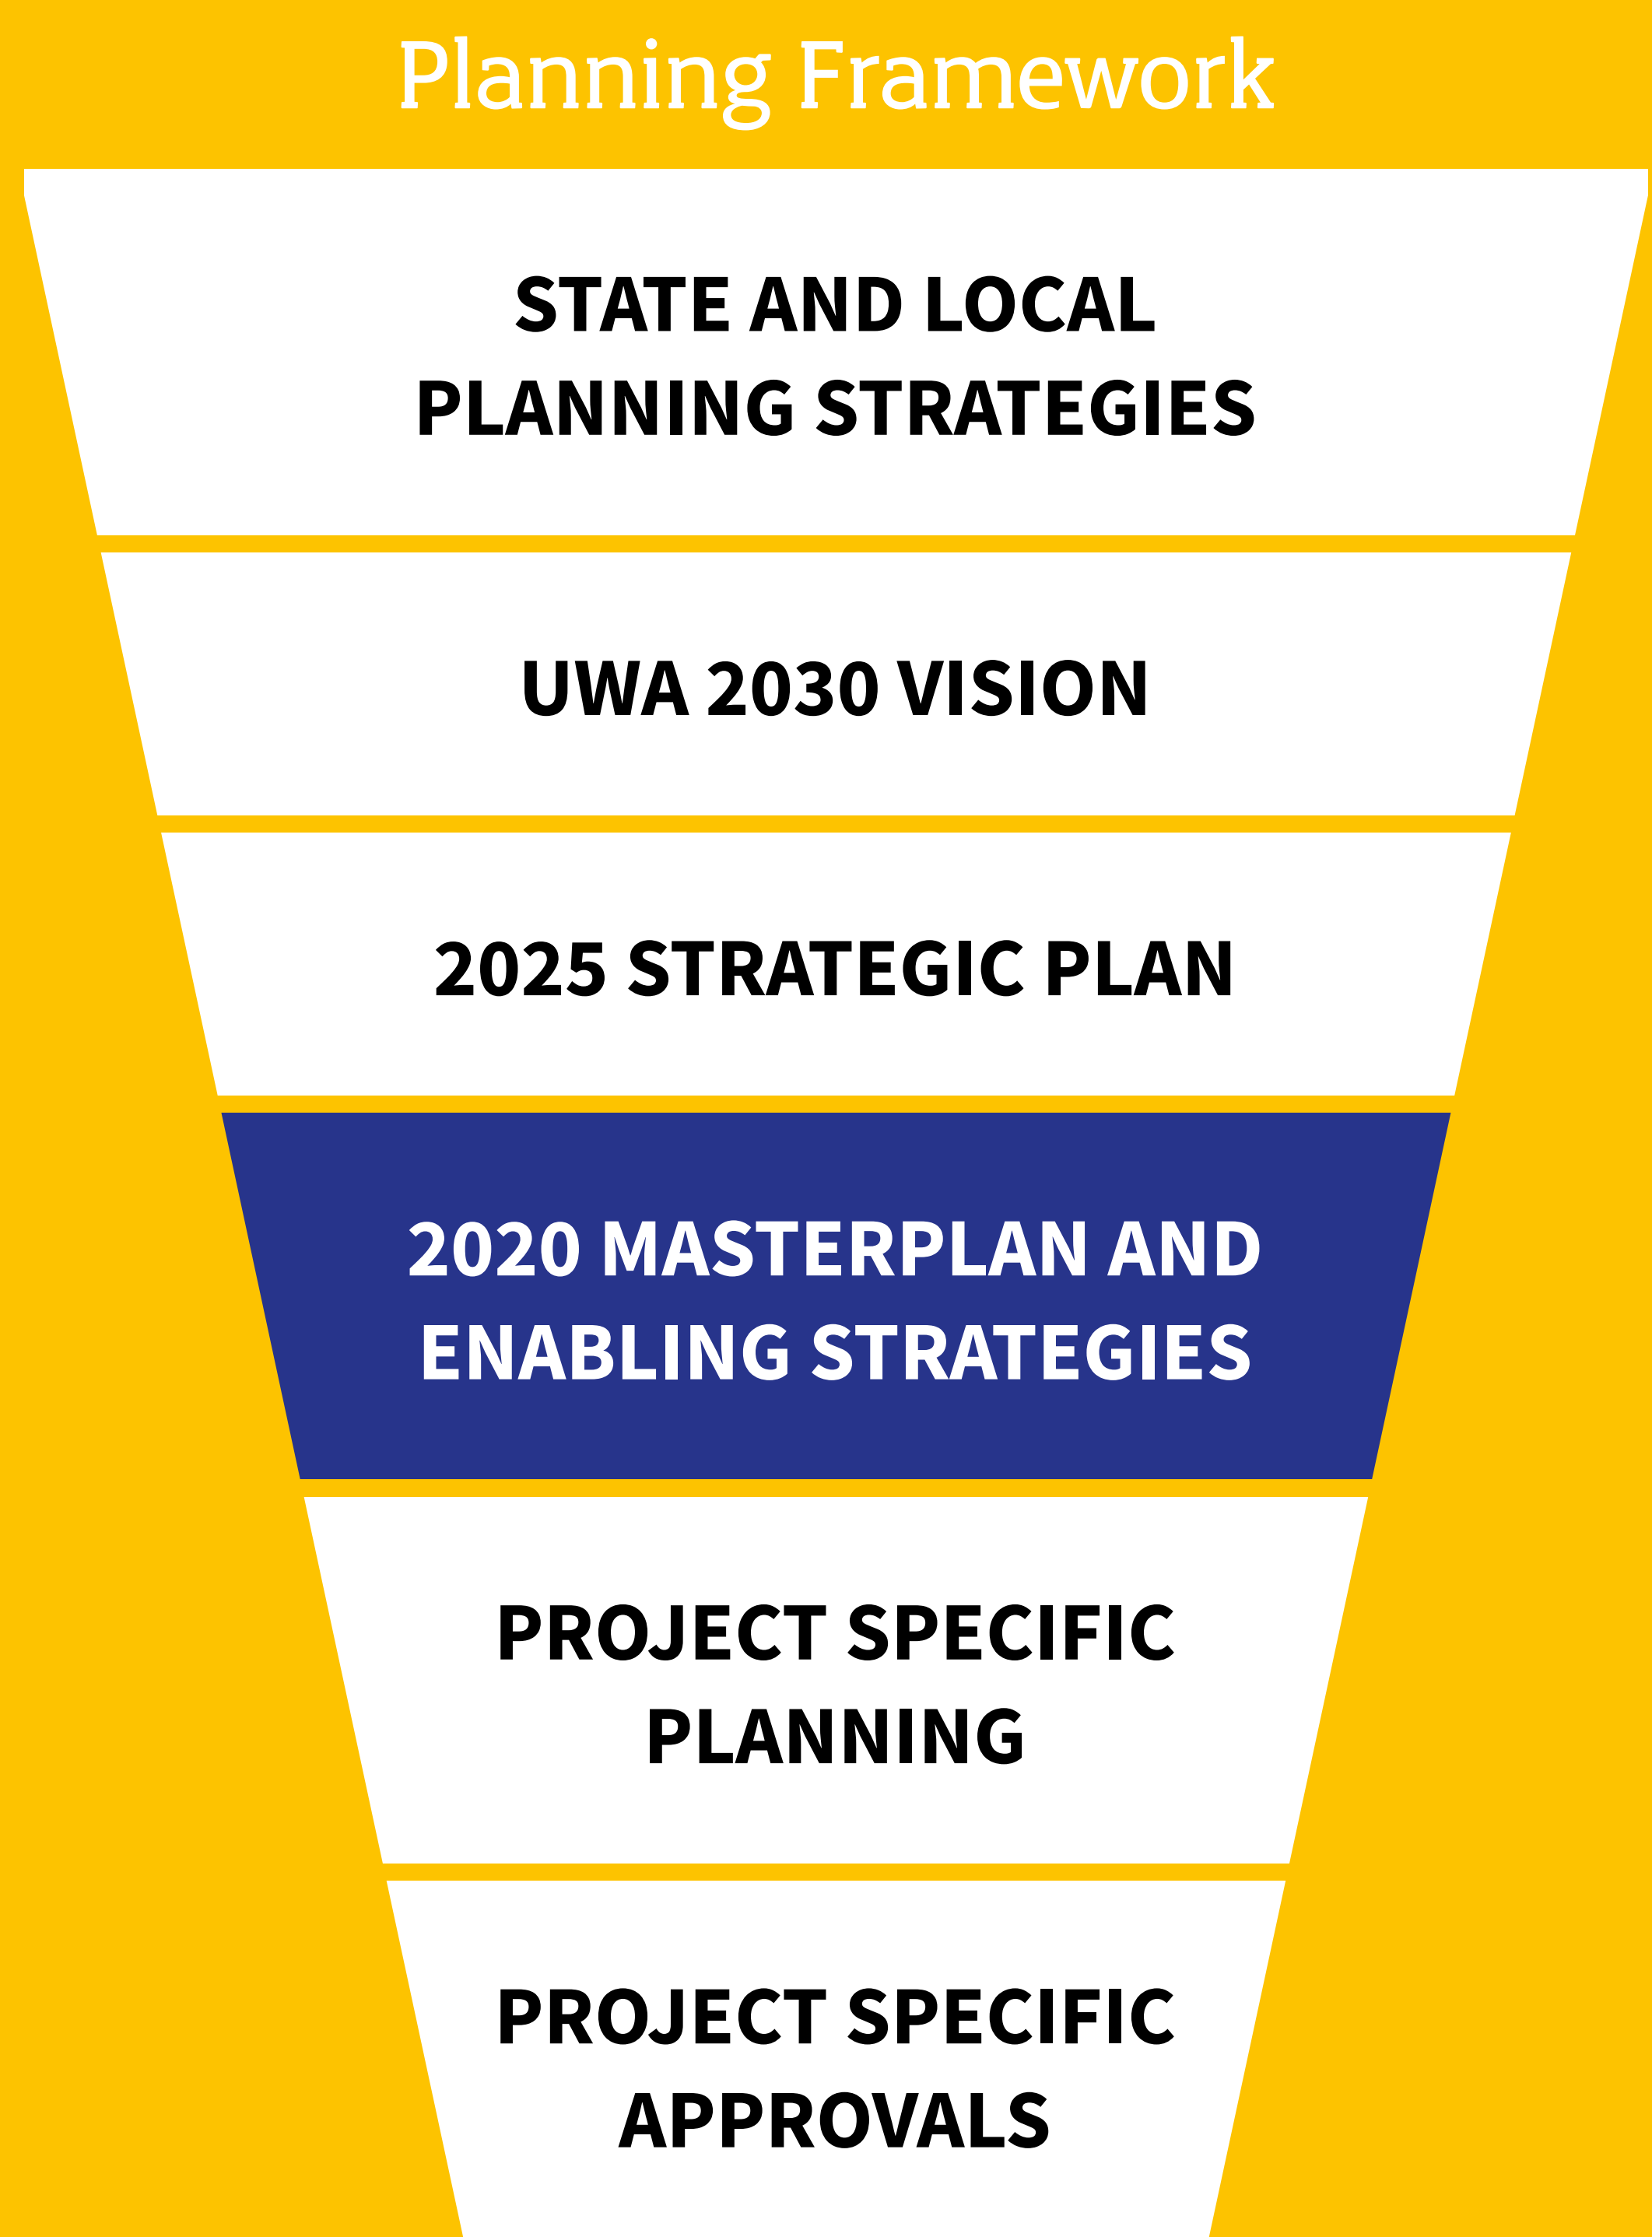 Planning Framework
STATE AND LOCAL
PLANNING STRATEGIES
UWA 2030 VISION
2025 STRATEGIC PLAN
2020 MASTERPLAN AND
ENABLING STRATEGIES
PROJECT SPECIFIC
PLANNING
PROJECT SPECIFIC
APPROVALS